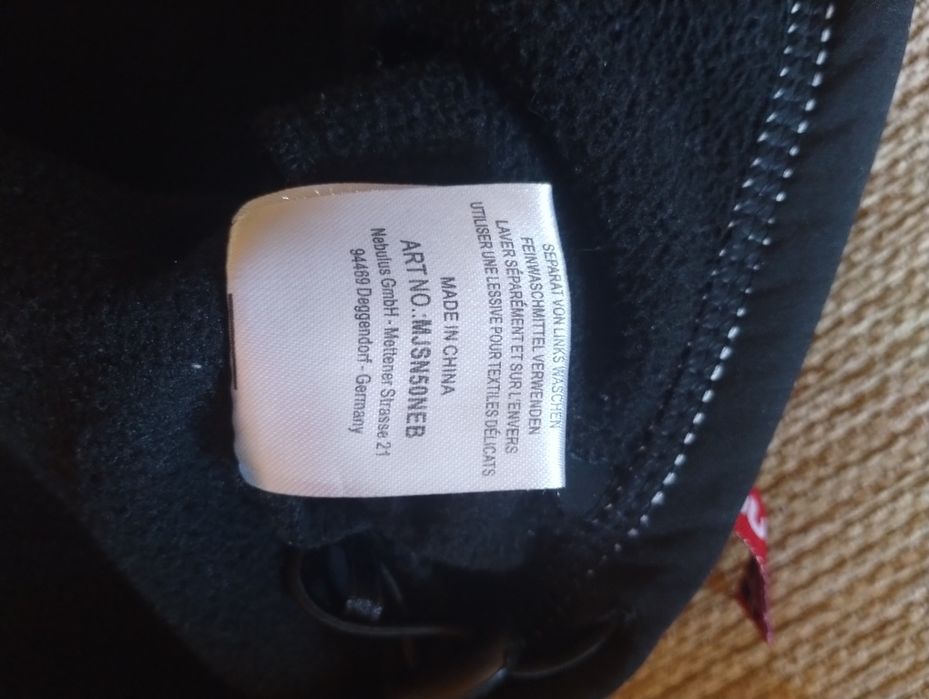 SEPARAT VON LINKS WASCHEN
FEINWASCHMITTEL VERWENDEN
LAVER SÉPARÉMENT ET SUR L'ENVERS
UTILISER UNE LESSIVE POUR TEXTILES DÉLICATS
MADE IN CHINA
ART NO.:MJSN50NEB
Nebulus GmbH - Mettener Strasse 21
94469 Deggendorf - Germany